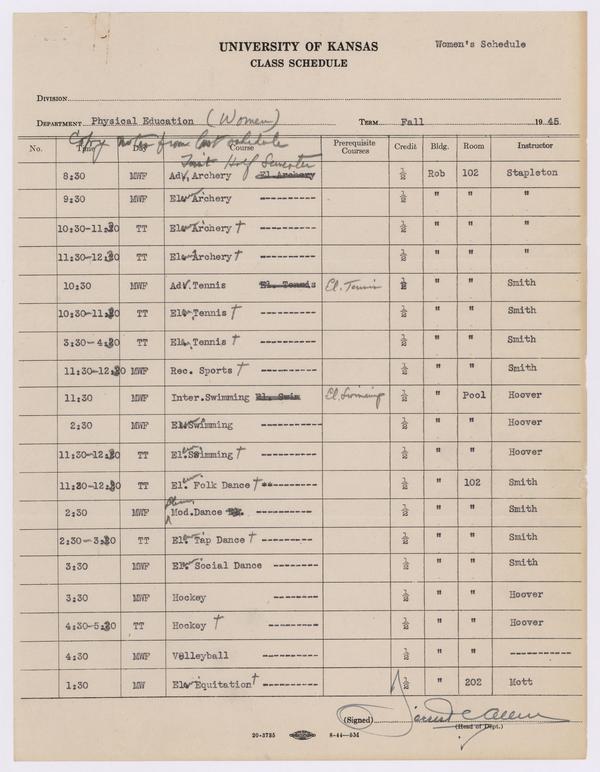 UNIVERSITY OF KANSAS
Women's Schedule
CLASS SCHEDULE
DIVISION
DEPARTMENT Physical Education (Women) TERM Fall 1945
Copy notes from last schedule
No. Time Day Course Prerequisite Courses Credit Bldg. Room Instructor
First Half Semester
8:30 MWF Adv. Archery El. Archery ½ Rob 102 Stapleton
9:30 MWF El. Archery ---------- ½ " " "
10:30-11:20 TT El. Archery † ---------- ½ " " "
11:30-12:20 TT El. Archery † ---------- ½ " " "
10:30 MWF Adv. Tennis El. Tennis El. Tennis ½ " " Smith
10:30-11:20 TT El. Tennis † ---------- ½ " " Smith
3:30-4:20 TT El. Tennis † ---------- ½ " " Smith
11:30-12:20 MWF Rec. Sports † ---------- ½ " " Smith
11:30 MWF Inter.Swimming El. Swim El. Swimming ½ " Pool Hoover
2:30 MWF El. Swimming ----------- ½ " " Hoover
11:30-12:20 TT El. Swimming † ---------- ½ " " Hoover
11:30-12:20 TT El. Folk Dance † ---------- ½ " 102 Smith
2:30 MWF Mod. Dance ---------- ½ " " Smith
2:30-3:20 TT El. Tap Dance † --------- ½ " " Smith
3:30 MWF El. Social Dance -------- ½ " " Smith
3:30 MWF Hockey -------- ½ " " Hoover
4:30-5:20 TT Hockey † --------- ½ " " Hoover
4:30 MWF Volleyball --------- ½ " " -----------
1:30 MW El. Equitation † --------- ½ " 202 Mott
(Signed) Forrest C. Allen
(Head of Dept.)
20-3725 8-44-5M